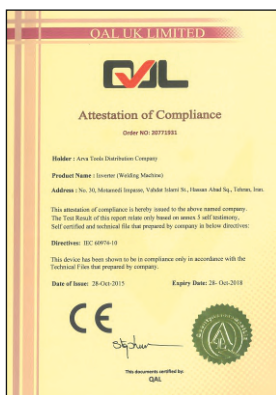 QAL UK LIMITED
QAL
Attestation of Compliance
Order NO: 20771931
Holder : Arva Tools Distribution Company
Product Name : Inverter (Welding Machine)
Address : No. 30, Motamedi Impasse, Vahdat Islami St., Hassan Abad Sq., Tehran, Iran.
This attestation of compliance is hereby issued to the above named company.
The Test Result of this report relate only based on annex 3 self testimony,
Self certified and technical file that prepared by company in below directives:
Directives: IEC 60974-10
This device has been shown to be in compliance only in accordance with the
Technical Files that prepared by company.
Date of Issue: 28-Oct-2015 Expiry Date: 28- Oct-2018
CE
Stephen
This documents certified by:
QAL